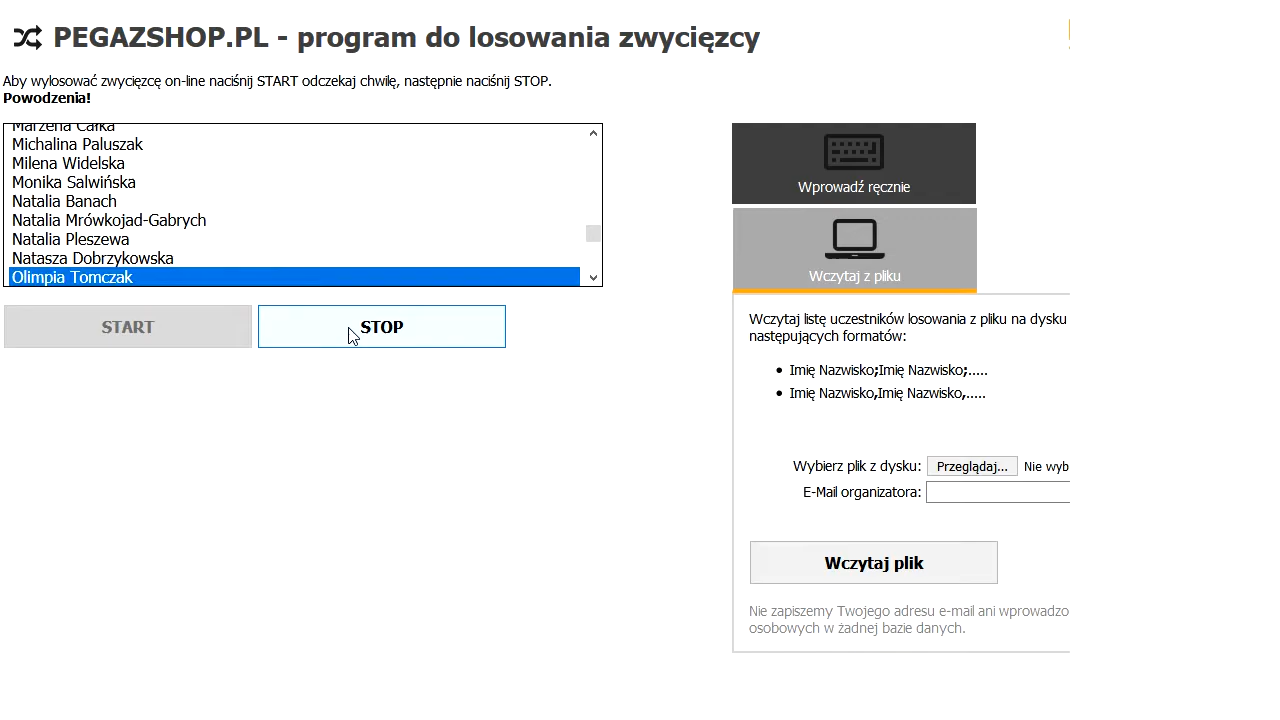 PEGAZSHOP.PL - program do losowania zwycięzcy
Aby wylosować zwycięzcę on-line naciśnij START odczekaj chwilę, następnie naciśnij STOP.
Powodzenia!
Marzena Całka
Michalina Paluszak
Milena Widelska
Monika Salwińska
Natalia Banach
Natalia Mrówkojad-Gabrych
Natalia Pleszewa
Natasza Dobrzykowska
Olimpia Tomczak
START
STOP
Wprowadź ręcznie
Wczytaj z pliku
Wczytaj listę uczestników losowania z pliku na dysku
następujących formatów:
Imię Nazwisko;Imię Nazwisko;.....
Imię Nazwisko,Imię Nazwisko,.....
Wybierz plik z dysku: Przeglądaj... Nie wyb
E-Mail organizatora:
Wczytaj plik
Nie zapiszemy Twojego adresu e-mail ani wprowadzo
osobowych w żadnej bazie danych.